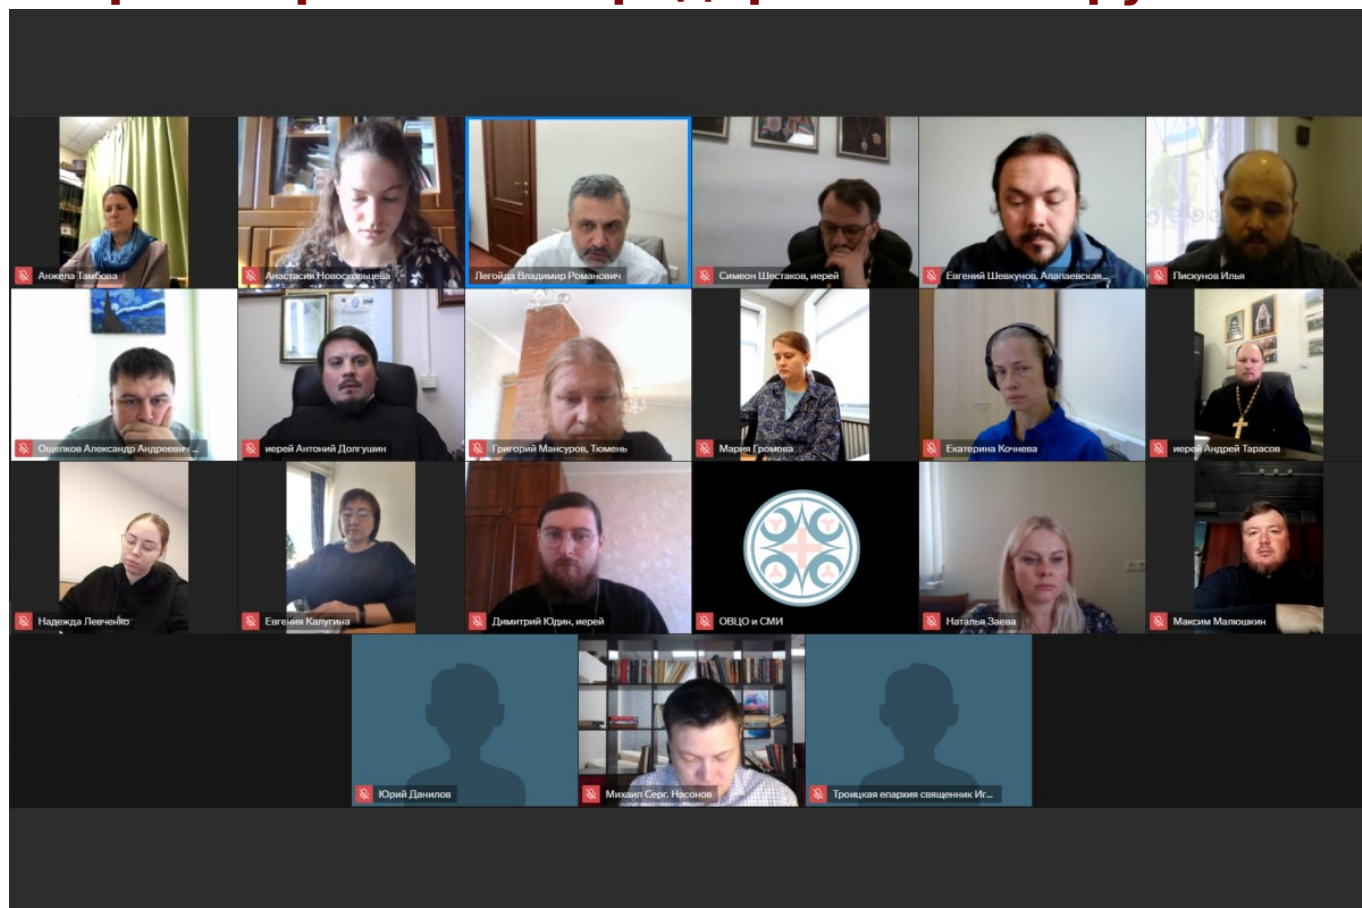 Анжела Тамбова
Анастасия Новоскольцева
Легойда Владимир Романович
Симеон Шестаков, иерей
Евгений Шевкунов, Алапаевская...
Пискунов Илья
Ощепков Александр Андреевич ...
иерей Антоний Долгушин
Григорий Мансуров, Тюмень
Мария Громова
Екатерина Кочнева
иерей Андрей Тарасов
Надежда Левченко
Евгения Калугина
Димитрий Юдин, иерей
ОВЦО и СМИ
Наталья Заева
Максим Малюшкин
Юрий Данилов
Михаил Серг. Насонов
Троицкая епархия священник Иг...